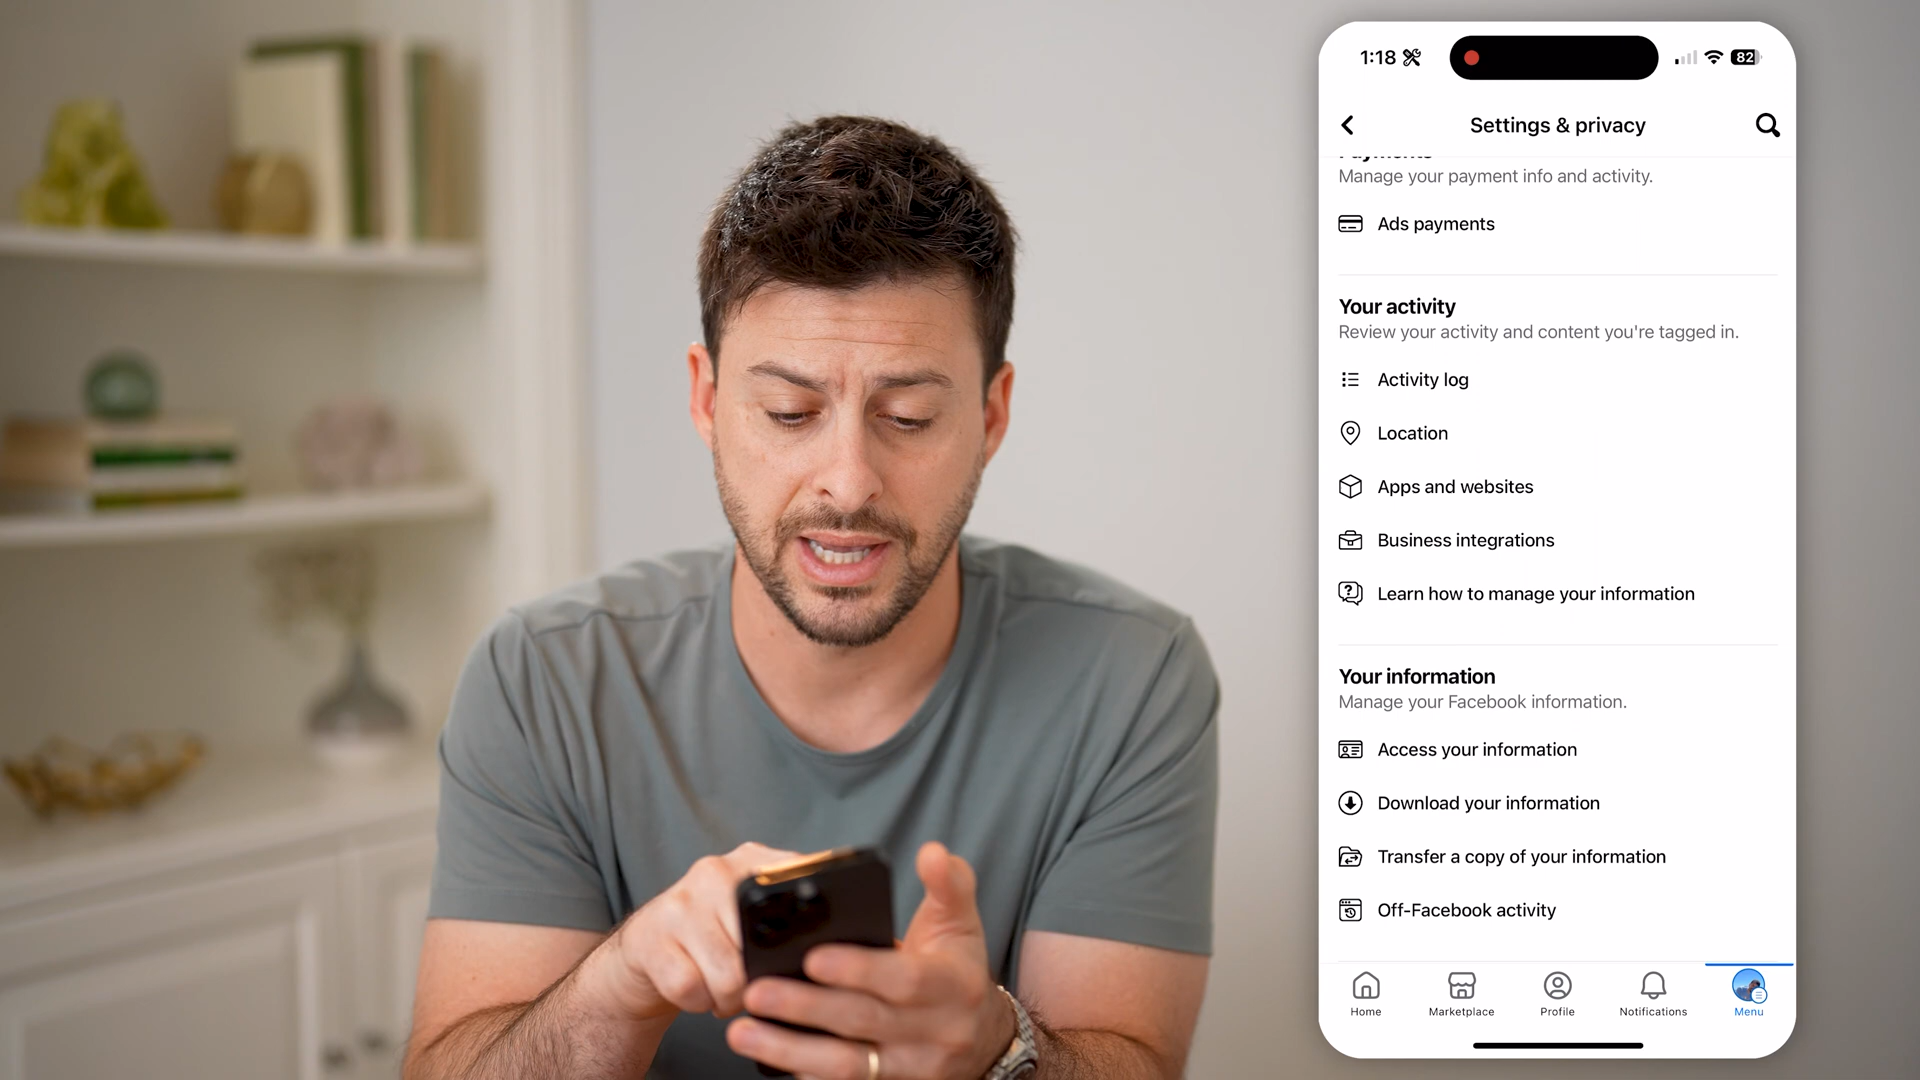 1:18
82
Settings & privacy
Payments
Manage your payment info and activity.
Ads payments
Your activity
Review your activity and content you're tagged in.
Activity log
Location
Apps and websites
Business integrations
Learn how to manage your information
Your information
Manage your Facebook information.
Access your information
Download your information
Transfer a copy of your information
Off-Facebook activity
Home
Marketplace
Profile
Notifications
Menu